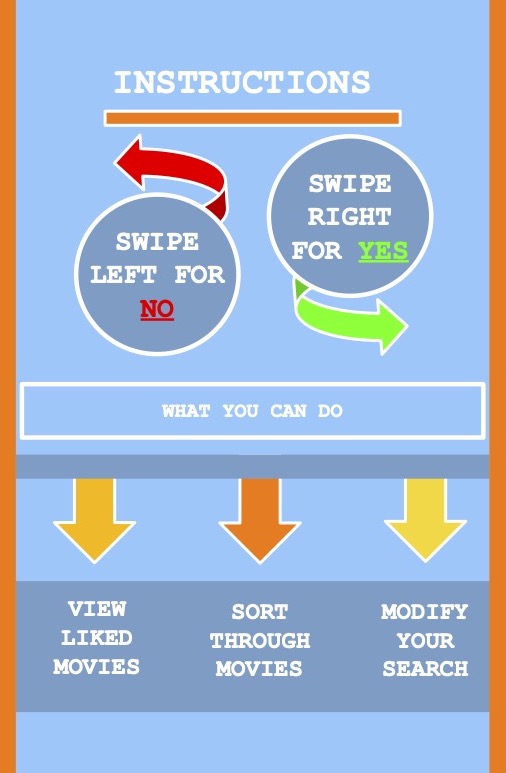 INSTRUCTIONS
SWIPE
LEFT FOR
NO
SWIPE
RIGHT
FOR YES
WHAT YOU CAN DO
VIEW
LIKED
MOVIES
SORT
THROUGH
MOVIES
MODIFY
YOUR
SEARCH